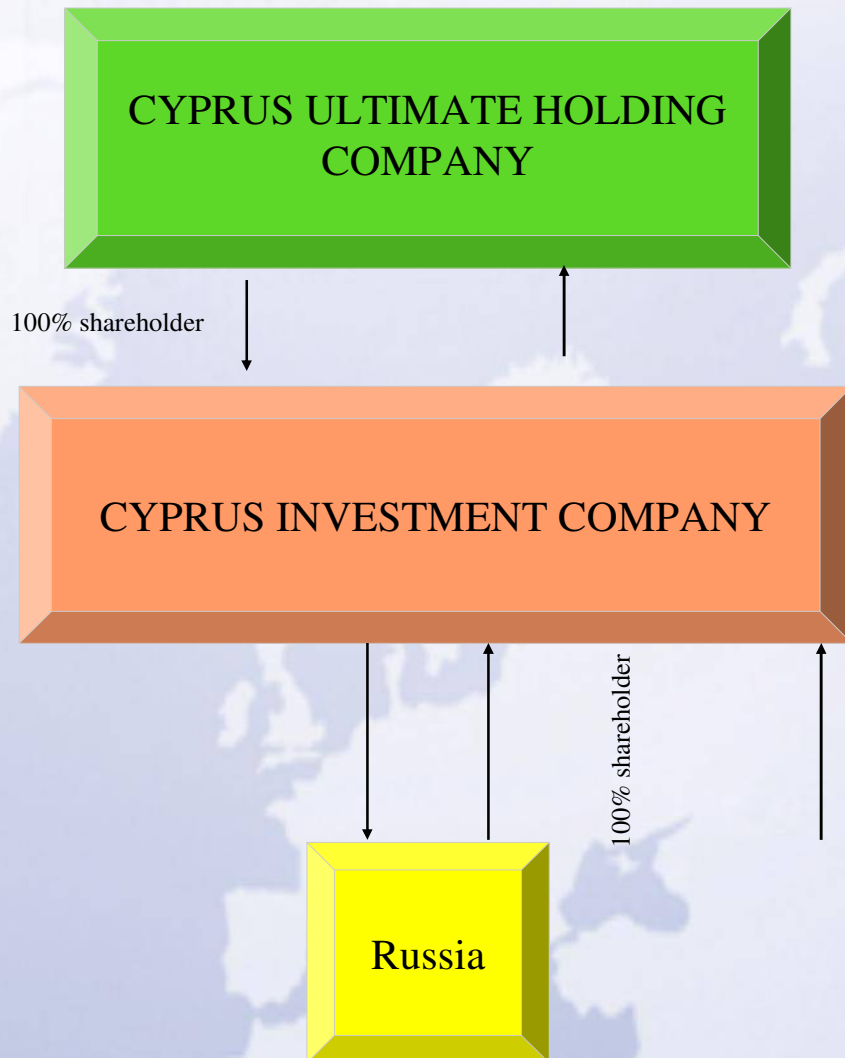 CYPRUS ULTIMATE HOLDING
COMPANY
100% shareholder
CYPRUS INVESTMENT COMPANY
100% shareholder
Russia